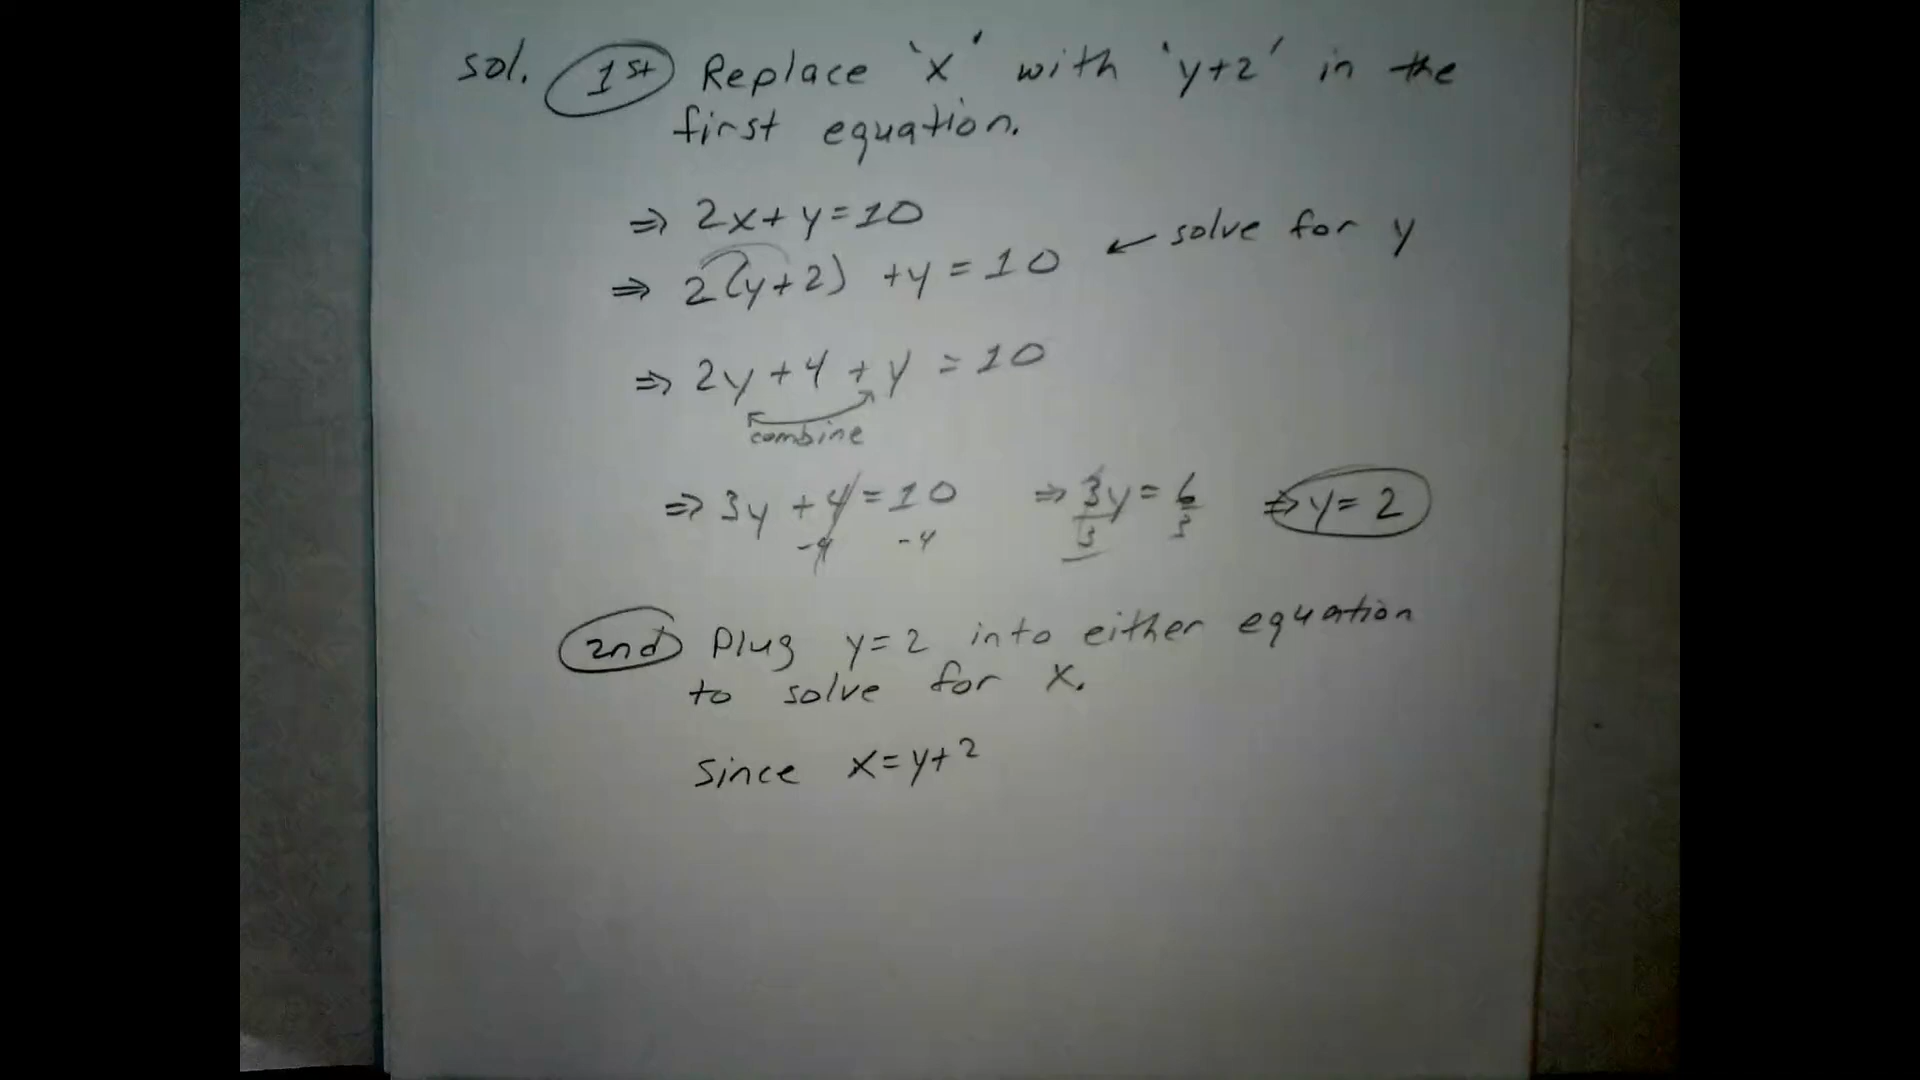 sol. 1st Replace 'x' with 'y+2' in the
first equation.
⇒ 2x+y=10
⇒ 2(y+2) +y=10 ← solve for y
⇒ 2y+4+y=10
combine
⇒ 3y+4=10 ⇒ 3y=6 ⇒ y=2
-4 -4 3 3
2nd Plug y=2 into either equation
to solve for x.
since x=y+2